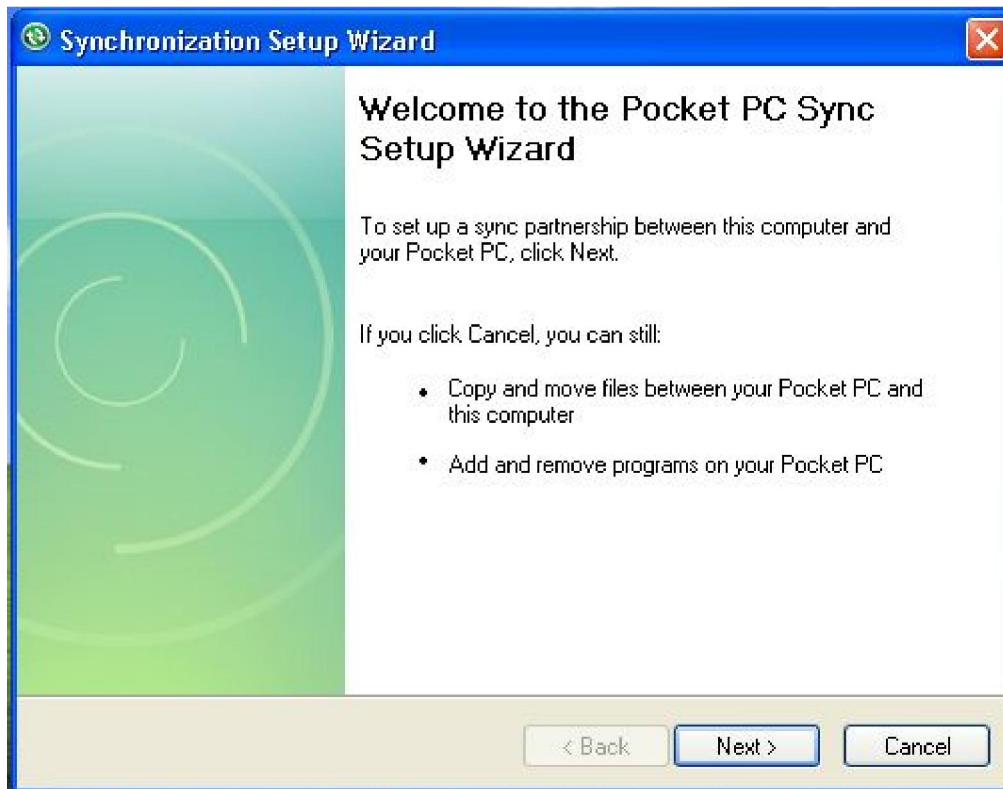 Synchronization Setup Wizard
Welcome to the Pocket PC Sync
Setup Wizard
To set up a sync partnership between this computer and
your Pocket PC, click Next.
If you click Cancel, you can still:
• Copy and move files between your Pocket PC and
this computer
• Add and remove programs on your Pocket PC
< Back Next > Cancel